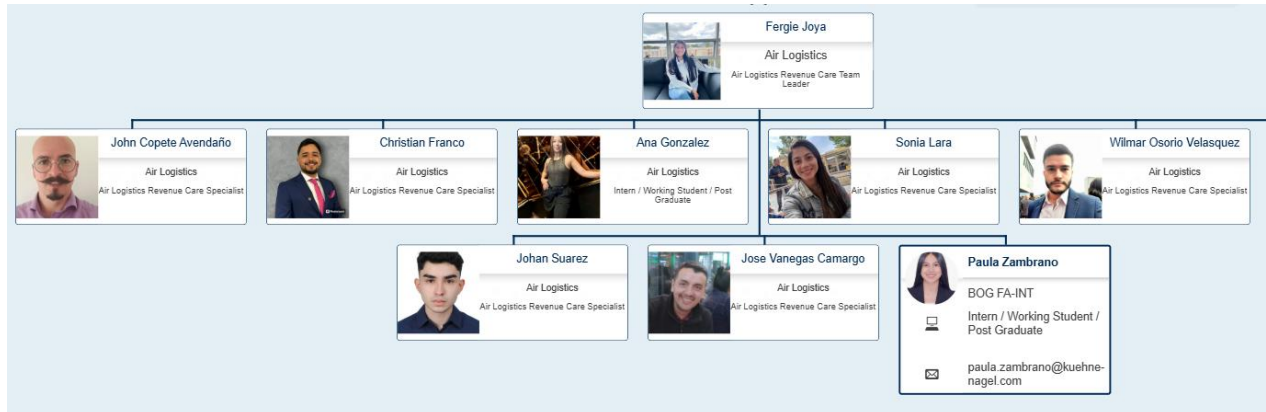 Fergie Joya
Air Logistics
Air Logistics Revenue Care Team
Leader
John Copete Avendaño
Air Logistics
Air Logistics Revenue Care Specialist
Christian Franco
Air Logistics
Air Logistics Revenue Care Specialist
Ana Gonzalez
Air Logistics
Intern / Working Student / Post
Graduate
Sonia Lara
Air Logistics
Air Logistics Revenue Care Specialist
Wilmar Osorio Velasquez
Air Logistics
Air Logistics Revenue Care Specialist
Johan Suarez
Air Logistics
Air Logistics Revenue Care Specialist
Jose Vanegas Camargo
Air Logistics
Air Logistics Revenue Care Specialist
Paula Zambrano
BOG FA-INT
Intern / Working Student /
Post Graduate
paula.zambrano@kuehne-
nagel.com